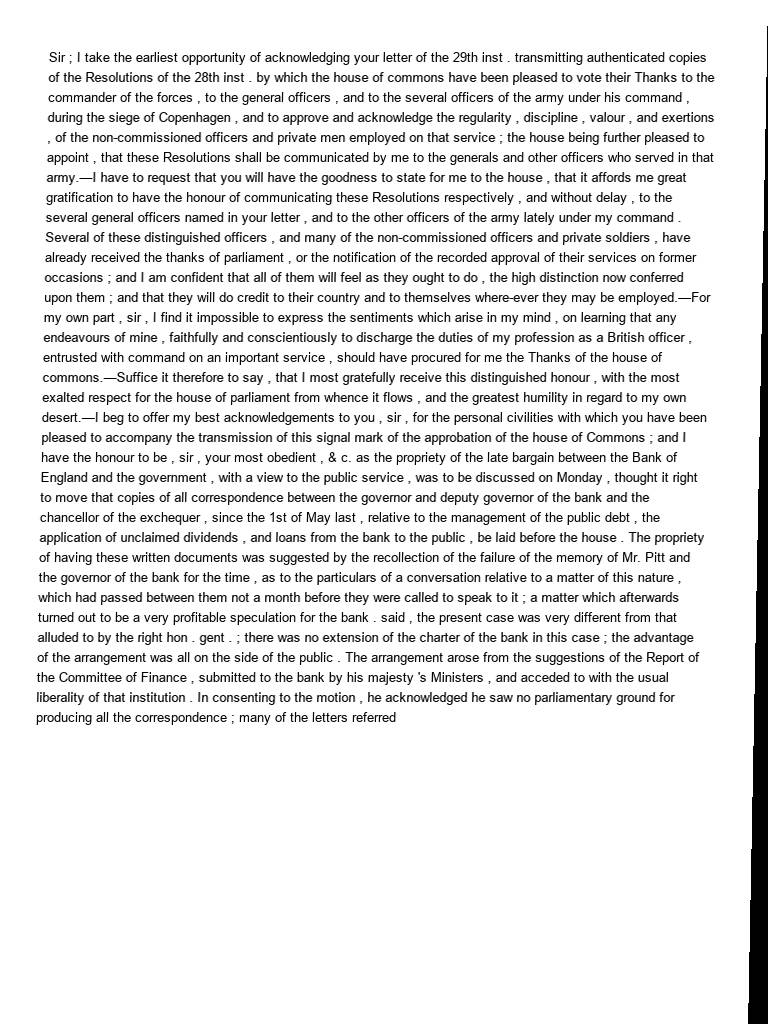 Sir ; I take the earliest opportunity of acknowledging your letter of the 29th inst . transmitting authenticated copies
of the Resolutions of the 28th inst . by which the house of commons have been pleased to vote their Thanks to the
commander of the forces , to the general officers , and to the several officers of the army under his command ,
during the siege of Copenhagen , and to approve and acknowledge the regularity , discipline , valour , and exertions
, of the non-commissioned officers and private men employed on that service ; the house being further pleased to
appoint , that these Resolutions shall be communicated by me to the generals and other officers who served in that
army.—I have to request that you will have the goodness to state for me to the house , that it affords me great
gratification to have the honour of communicating these Resolutions respectively , and without delay , to the
several general officers named in your letter , and to the other officers of the army lately under my command .
Several of these distinguished officers , and many of the non-commissioned officers and private soldiers , have
already received the thanks of parliament , or the notification of the recorded approval of their services on former
occasions ; and I am confident that all of them will feel as they ought to do , the high distinction now conferred
upon them ; and that they will do credit to their country and to themselves where-ever they may be employed.—For
my own part , sir , I find it impossible to express the sentiments which arise in my mind , on learning that any
endeavours of mine , faithfully and conscientiously to discharge the duties of my profession as a British officer ,
entrusted with command on an important service , should have procured for me the Thanks of the house of
commons.—Suffice it therefore to say , that I most gratefully receive this distinguished honour , with the most
exalted respect for the house of parliament from whence it flows , and the greatest humility in regard to my own
desert.—I beg to offer my best acknowledgements to you , sir , for the personal civilities with which you have been
pleased to accompany the transmission of this signal mark of the approbation of the house of Commons ; and I
have the honour to be , sir , your most obedient , & c. as the propriety of the late bargain between the Bank of
England and the government , with a view to the public service , was to be discussed on Monday , thought it right
to move that copies of all correspondence between the governor and deputy governor of the bank and the
chancellor of the exchequer , since the 1st of May last , relative to the management of the public debt , the
application of unclaimed dividends , and loans from the bank to the public , be laid before the house . The propriety
of having these written documents was suggested by the recollection of the failure of the memory of Mr. Pitt and
the governor of the bank for the time , as to the particulars of a conversation relative to a matter of this nature ,
which had passed between them not a month before they were called to speak to it ; a matter which afterwards
turned out to be a very profitable speculation for the bank . said , the present case was very different from that
alluded to by the right hon . gent . ; there was no extension of the charter of the bank in this case ; the advantage
of the arrangement was all on the side of the public . The arrangement arose from the suggestions of the Report of
the Committee of Finance , submitted to the bank by his majesty 's Ministers , and acceded to with the usual
liberality of that institution . In consenting to the motion , he acknowledged he saw no parliamentary ground for
producing all the correspondence ; many of the letters referred